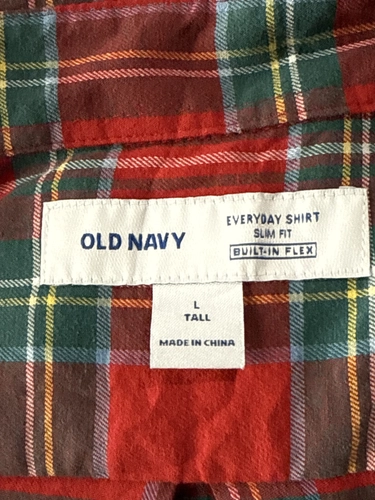 OLD NAVY
EVERYDAY SHIRT
SLIM FIT
BUILT-IN FLEX
L
TALL
MADE IN CHINA